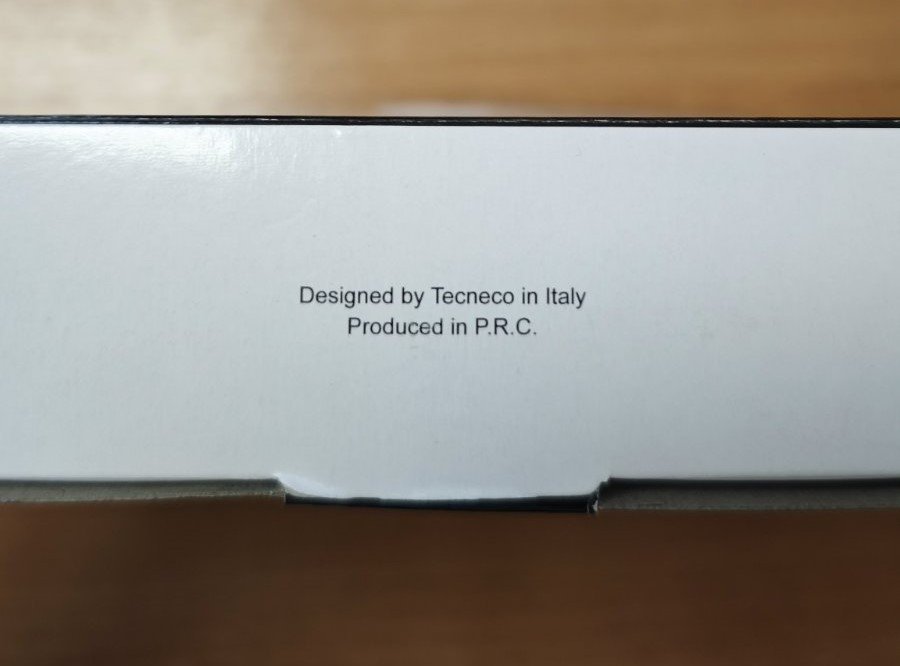 Designed by Tecneco in Italy
Produced in P.R.C.